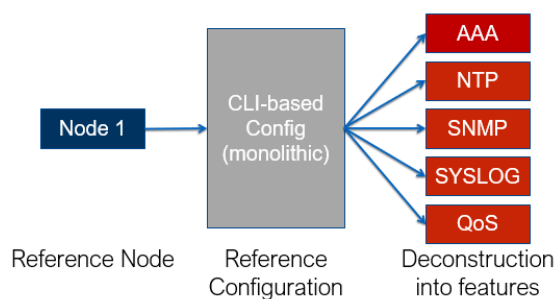 AAA
NTP
CLI-based
Config
(monolithic)
Node 1
SNMP
SYSLOG
QoS
Reference Node
Reference
Configuration
Deconstruction
into features